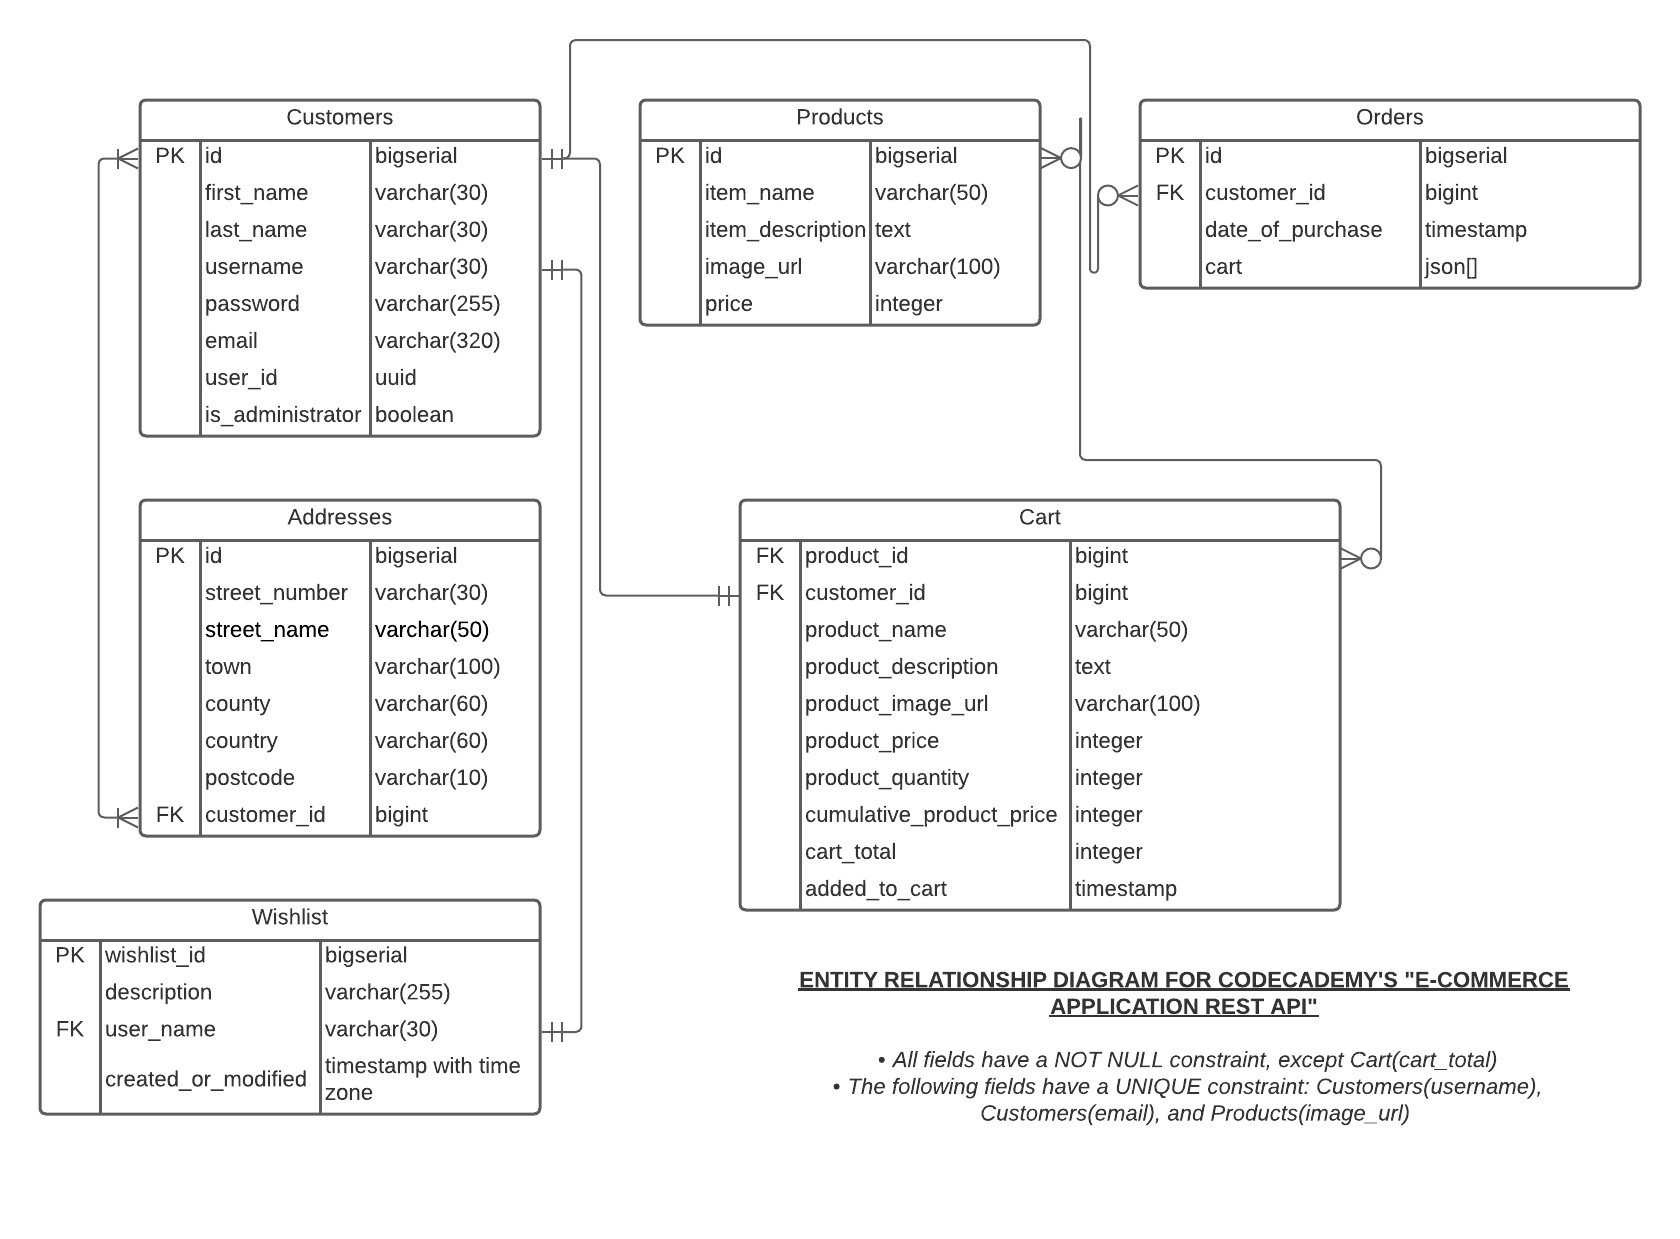 Customers
PK id bigserial
first_name varchar(30)
last_name varchar(30)
username varchar(30)
password varchar(255)
email varchar(320)
user_id uuid
is_administrator boolean
Products
PK id bigserial
item_name varchar(50)
item_description text
image_url varchar(100)
price integer
Orders
PK id bigserial
FK customer_id bigint
date_of_purchase timestamp
cart json[]
Addresses
PK id bigserial
street_number varchar(30)
street_name varchar(50)
town varchar(100)
county varchar(60)
country varchar(60)
postcode varchar(10)
FK customer_id bigint
Cart
FK product_id bigint
FK customer_id bigint
product_name varchar(50)
product_description text
product_image_url varchar(100)
product_price integer
product_quantity integer
cumulative_product_price integer
cart_total integer
added_to_cart timestamp
Wishlist
PK wishlist_id bigserial
description varchar(255)
FK user_name varchar(30)
created_or_modified timestamp with time
zone
ENTITY RELATIONSHIP DIAGRAM FOR CODECADEMY'S "E-COMMERCE
APPLICATION REST API"
• All fields have a NOT NULL constraint, except Cart(cart_total)
• The following fields have a UNIQUE constraint: Customers(username),
Customers(email), and Products(image_url)